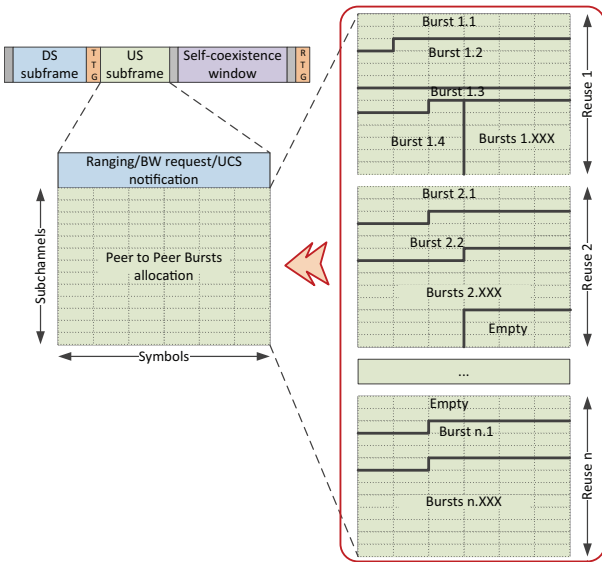 DS
subframe
TTG
US
subframe
Self-coexistence
window
RTG
Ranging/BW request/UCS
notification
Peer to Peer Bursts
allocation
Subchannels
Symbols
Burst 1.1
Burst 1.2
Burst 1.3
Burst 1.4
Bursts 1.XXX
Reuse 1
Burst 2.1
Burst 2.2
Bursts 2.XXX
Empty
Reuse 2
...
Empty
Burst n.1
Bursts n.XXX
Reuse n